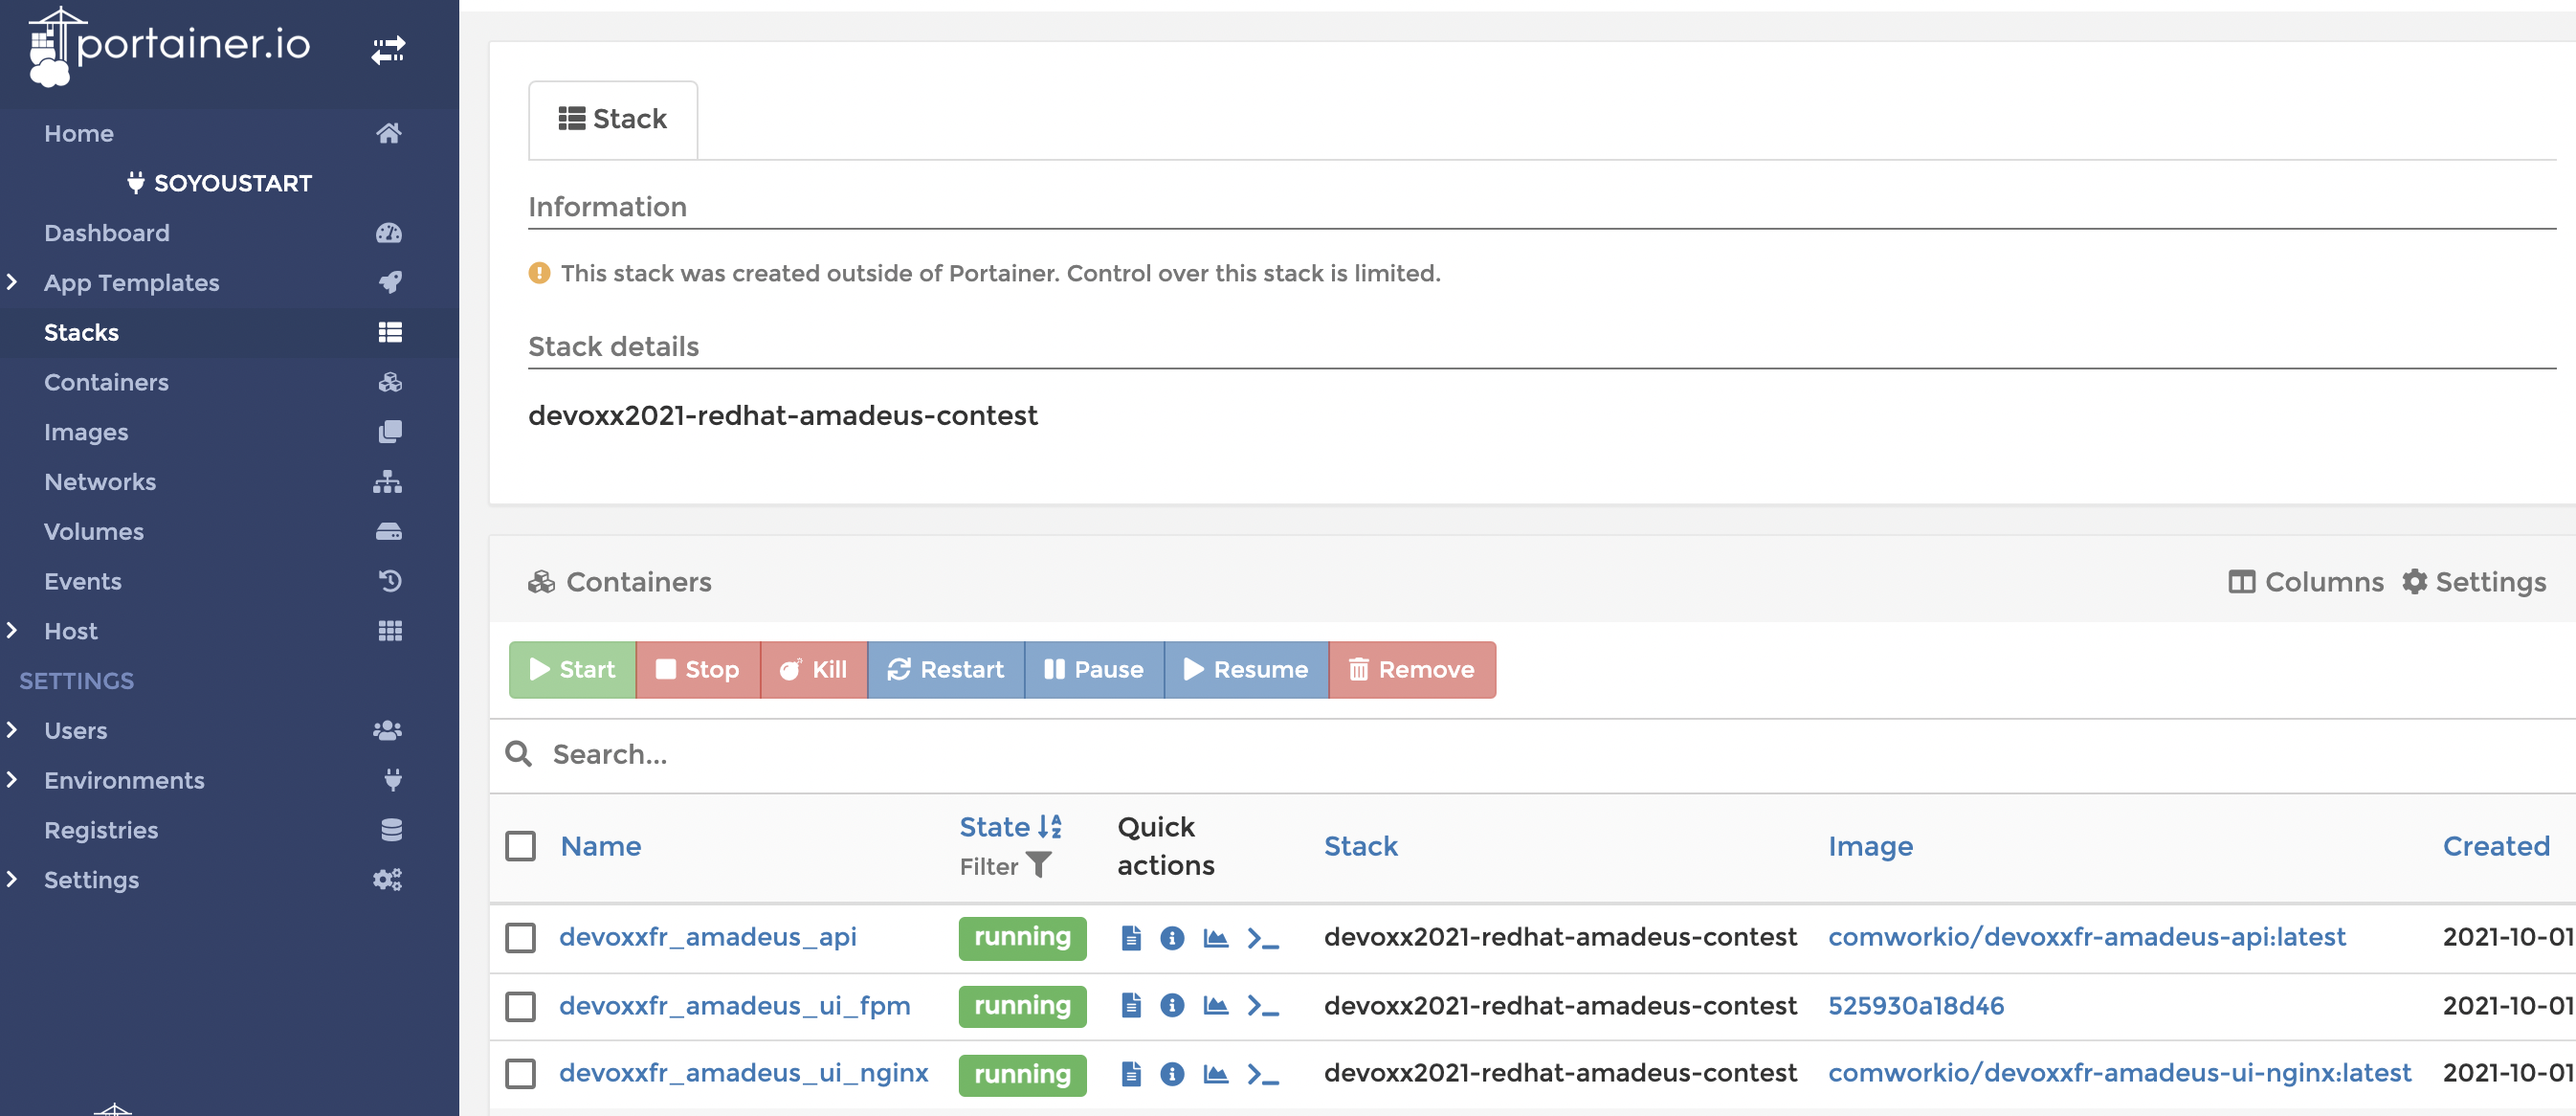 portainer.io
Home
SOYOUSTART
Dashboard
App Templates
Stacks
Containers
Images
Networks
Volumes
Events
Host
SETTINGS
Users
Environments
Registries
Settings
Stack
Information
This stack was created outside of Portainer. Control over this stack is limited.
Stack details
devoxx2021-redhat-amadeus-contest
Containers
Columns Settings
Start Stop Kill Restart Pause Resume Remove
Search...
Name State Filter Quick actions Stack Image Created
devoxxfr_amadeus_api running devoxx2021-redhat-amadeus-contest comworkio/devoxxfr-amadeus-api:latest 2021-10-01
devoxxfr_amadeus_ui_fpm running devoxx2021-redhat-amadeus-contest 525930a18d46 2021-10-01
devoxxfr_amadeus_ui_nginx running devoxx2021-redhat-amadeus-contest comworkio/devoxxfr-amadeus-ui-nginx:latest 2021-10-01